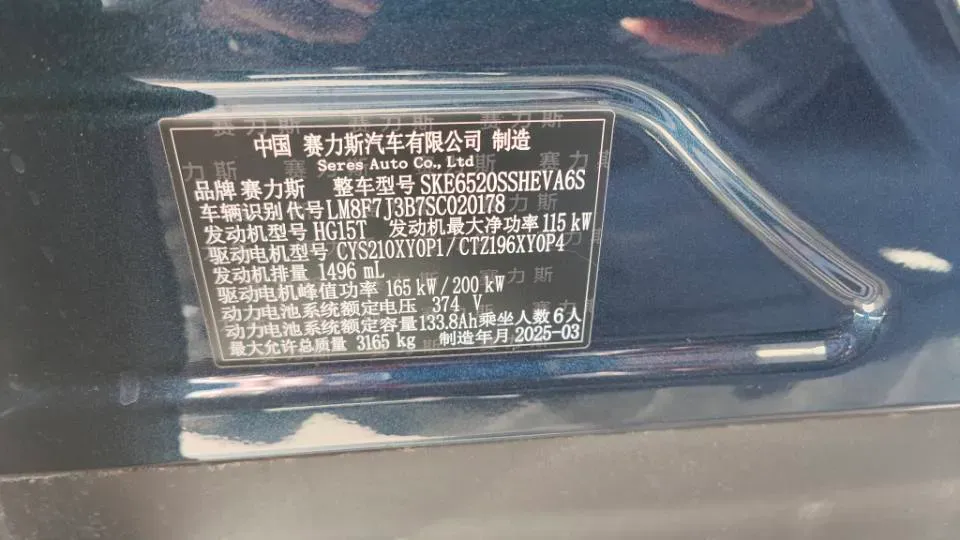 中国 赛力斯汽车有限公司 制造
Seres Auto Co., Ltd
品牌 赛力斯 整车型号 SKE6520SSHEVA6S
车辆识别代号 LM8F7J3B7SC020178
发动机型号 HG15T 发动机最大净功率 115 kW
驱动电机型号 CYS210XY0P1/CTZ196XY0P4
发动机排量 1496 mL
驱动电机峰值功率 165 kW/200 kW
动力电池系统额定电压 374 V
动力电池系统额定容量 133.8Ah 乘坐人数 6人
最大允许总质量 3165 kg 制造年月 2025-03